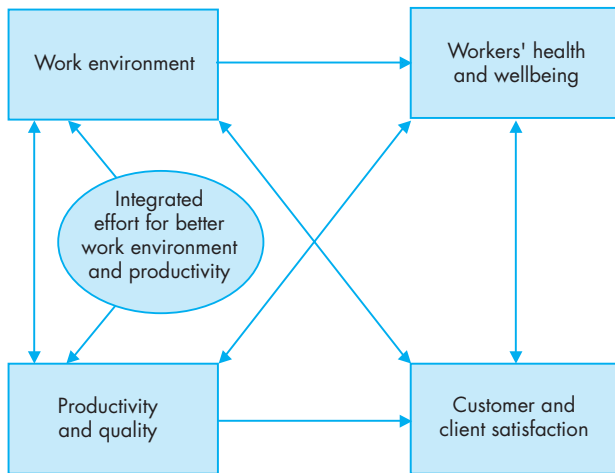 Work environment
Workers' health
and wellbeing
Integrated
effort for better
work environment
and productivity
Productivity
and quality
Customer and
client satisfaction